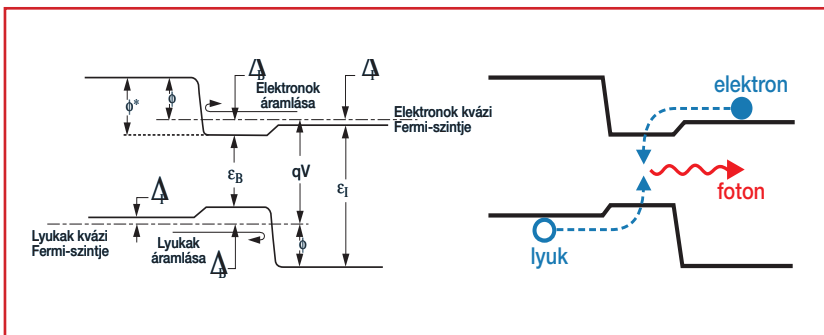 Δ_B
Δ_I
Elektronok
áramlása
ϕ*
ϕ
Elektronok kvázi
Fermi-szintje
ε_B
qV
ε_I
Δ_I
Lyukak kvázi
Fermi-szintje
Lyukak
áramlása
Δ_B
ϕ
elektron
foton
lyuk